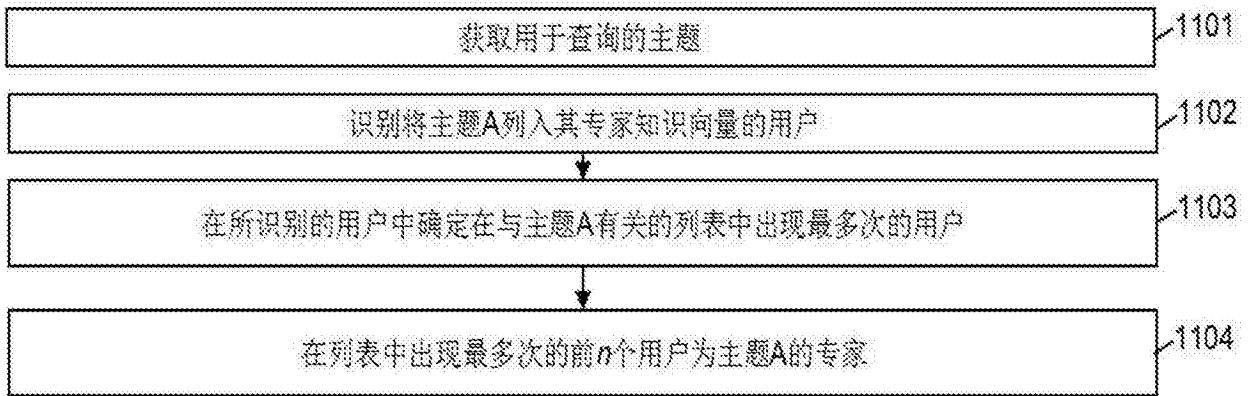 获取用于查询的主题
1101
识别将主题A列入其专家知识向量的用户
1102
在所识别的用户中确定在与主题A有关的列表中出现最多次的用户
1103
在列表中出现最多次的前n个用户为主题A的专家
1104